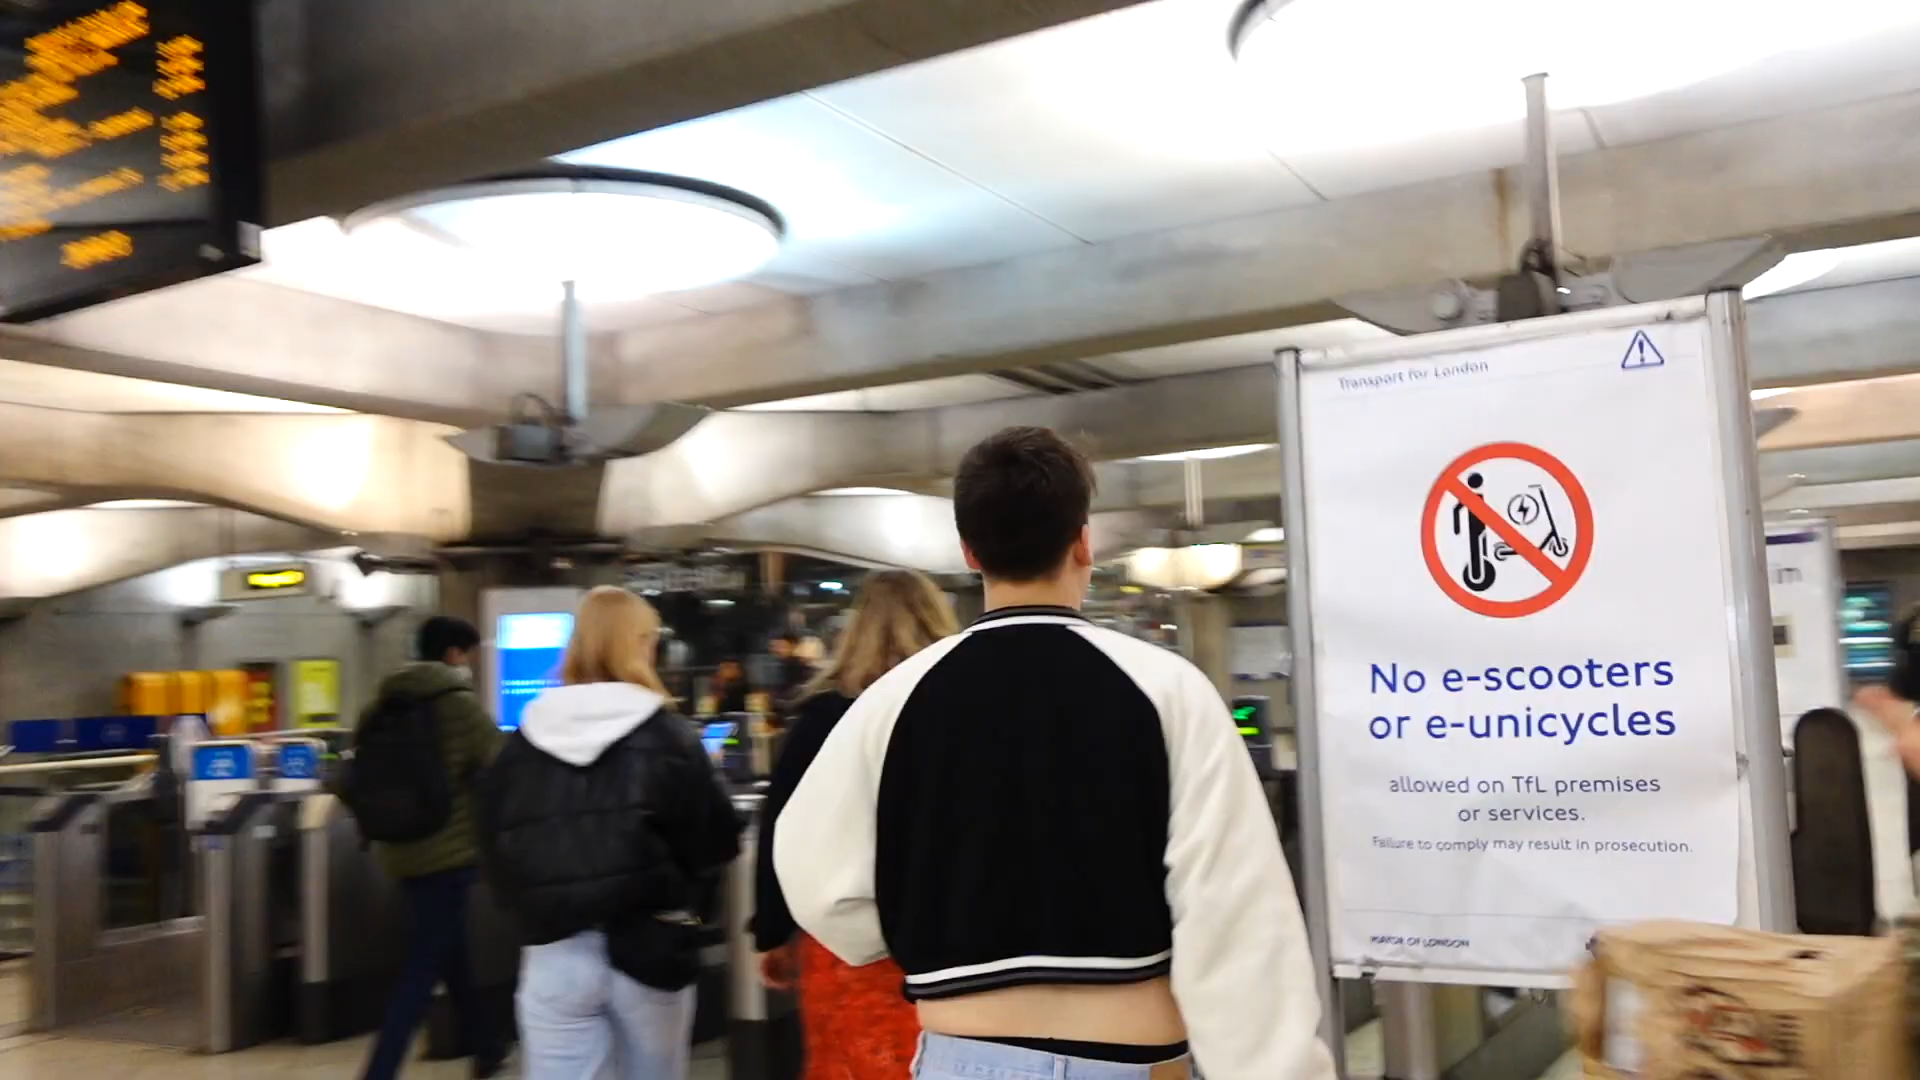 Transport for London
No e-scooters
or e-unicycles
allowed on TfL premises
or services.
Failure to comply may result in prosecution.
MAYOR OF LONDON